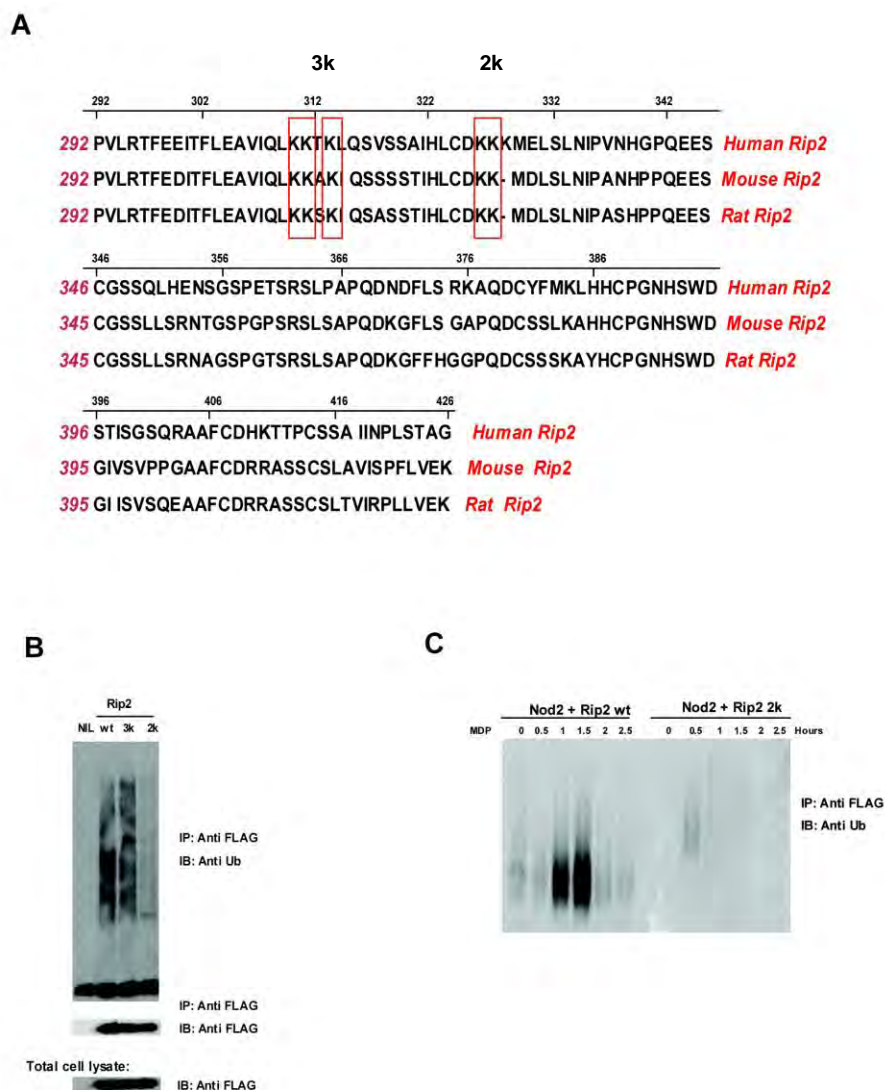 A
3k 2k
292 302 312 322 332 342
292 PVLRTFEEITFLEAVIQLKKTKLQSVSSAIHLCDKKKMELSLNIPVNHGPQEES Human Rip2
292 PVLRTFEDITFLEAVIQLKKAKI QSSSSTIHLCDKK- MDLSLNIPANHPPQEES Mouse Rip2
292 PVLRTFEDITFLEAVIQLKKSKI QSASSTIHLCDKK- MDLSLNIPASHPPQEES Rat Rip2
346 356 366 376 386
346 CGSSQLHENSGSPETSRSLPAPQDNDFLS RKAQDCYFMKLHHCPGNHSWD Human Rip2
345 CGSSLLSRNTGSPGPSRSLSAPQDKGFLS GAPQDCSSLKAHHCPGNHSWD Mouse Rip2
345 CGSSLLSRNAGSPGTSRSLSAPQDKGFFHGGPQDCSSSKAYHCPGNHSWD Rat Rip2
396 406 416 426
396 STISGSQRAAFCDHKTTPCSSA IINPLSTAG Human Rip2
395 GIVSVPPGAAFCDRRASSCSLAVISPFLVEK Mouse Rip2
395 GI ISVSQEAAFCDRRASSCSLTVIRPLLVEK Rat Rip2
B
Rip2
NIL wt 3k 2k
IP: Anti FLAG
IB: Anti Ub
IP: Anti FLAG
IB: Anti FLAG
Total cell lysate:
IB: Anti FLAG
C
Nod2 + Rip2 wt Nod2 + Rip2 2k
MDP 0 0.5 1 1.5 2 2.5 0 0.5 1 1.5 2 2.5 Hours
IP: Anti FLAG
IB: Anti Ub